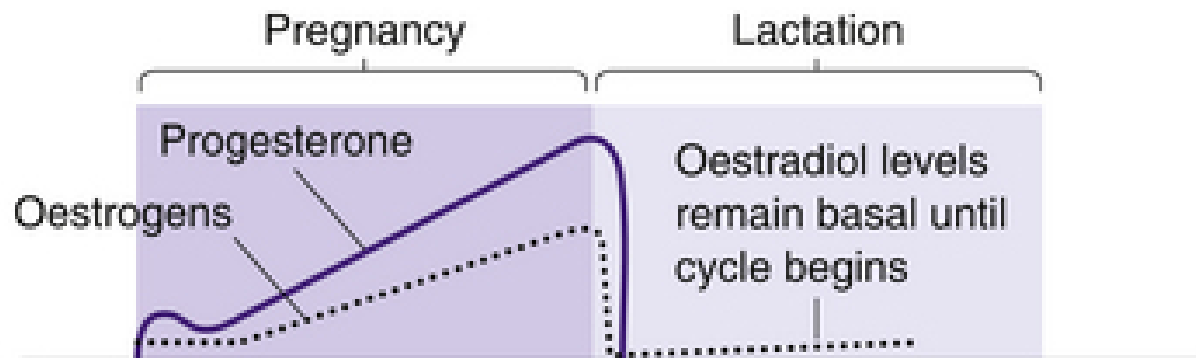 Pregnancy
Lactation
Progesterone
Oestrogens
Oestradiol levels
remain basal until
cycle begins